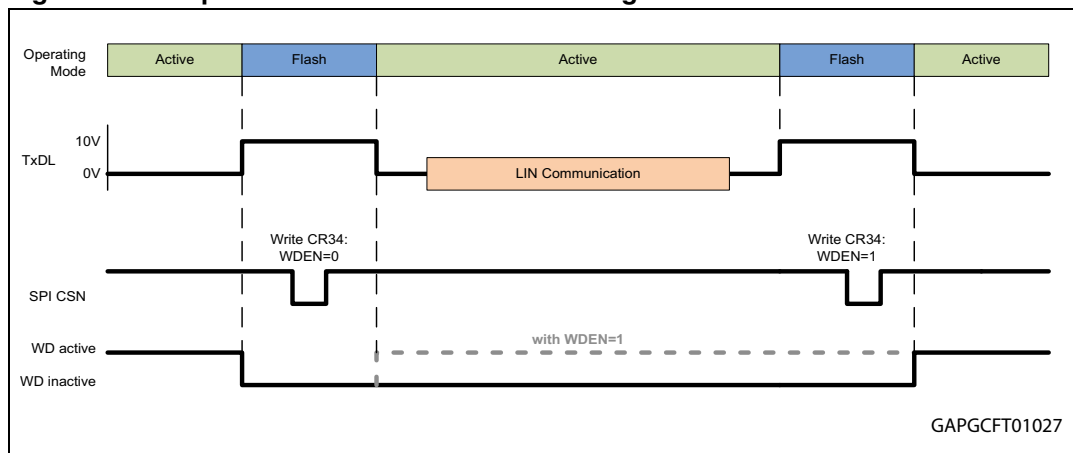 Operating
Mode
Active
Flash
Active
Flash
Active
10V
TxDL
0V
LIN Communication
Write CR34:
WDEN=0
Write CR34:
WDEN=1
SPI CSN
with WDEN=1
WD active
WD inactive
GAPGCFT01027